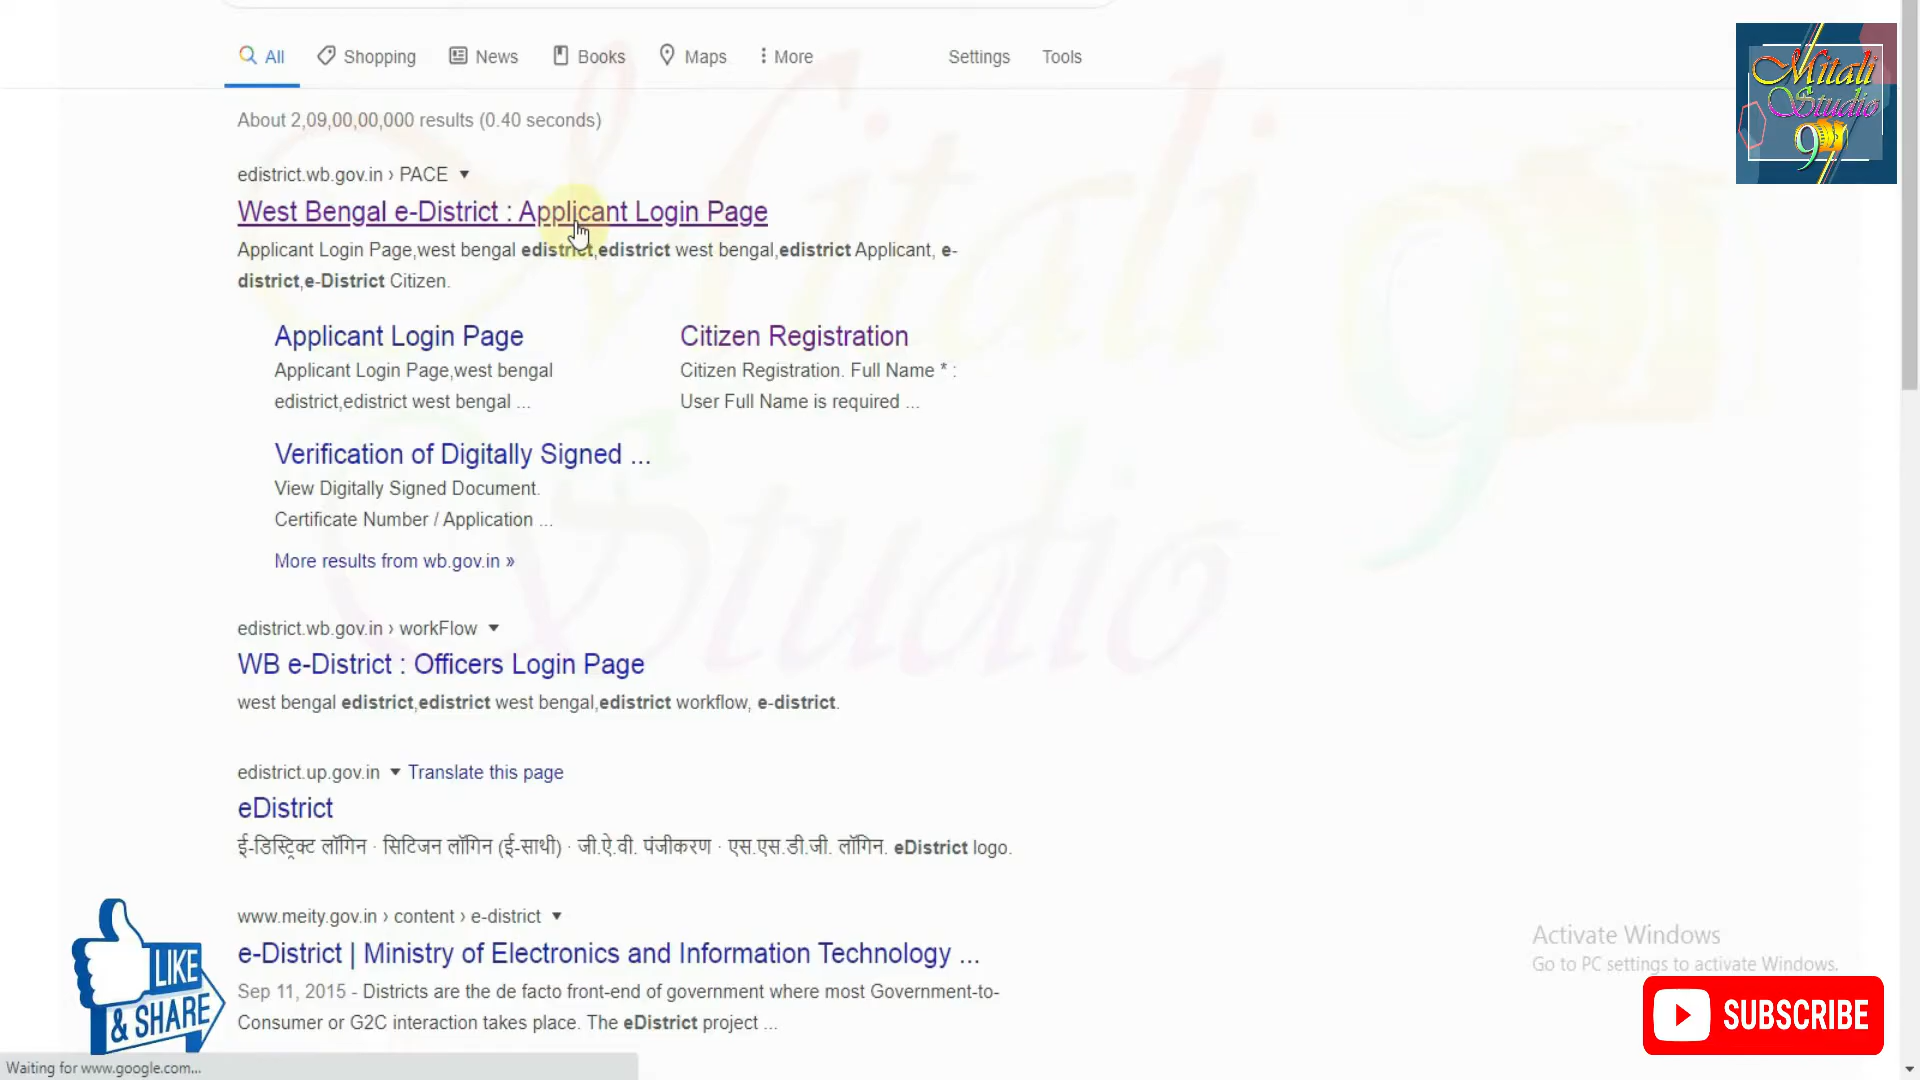 All Shopping News Books Maps More Settings Tools
Mitali
Studio
9
About 2,09,00,00,000 results (0.40 seconds)
edistrict.wb.gov.in › PACE
West Bengal e-District : Applicant Login Page
Applicant Login Page,west bengal edistrict,edistrict west bengal,edistrict Applicant, e-
district,e-District Citizen.
Applicant Login Page
Applicant Login Page,west bengal
edistrict,edistrict west bengal ...
Citizen Registration
Citizen Registration. Full Name * :
User Full Name is required ...
Verification of Digitally Signed ...
View Digitally Signed Document.
Certificate Number / Application ...
More results from wb.gov.in »
Mitali
Studio
9
edistrict.wb.gov.in › workFlow
WB e-District : Officers Login Page
west bengal edistrict,edistrict west bengal,edistrict workflow, e-district.
edistrict.up.gov.in Translate this page
eDistrict
ई-डिस्ट्रिक्ट लॉगिन · सिटिजन लॉगिन (ई-साथी) · जी.ऐ.वी. पंजीकरण · एस.एस.डी.जी. लॉगिन. eDistrict logo.
www.meity.gov.in › content › e-district
e-District | Ministry of Electronics and Information Technology ...
Sep 11, 2015 - Districts are the de facto front-end of government where most Government-to-
Consumer or G2C interaction takes place. The eDistrict project ...
LIKE
& SHARE
Activate Windows
Go to PC settings to activate Windows.
SUBSCRIBE
Waiting for www.google.com...